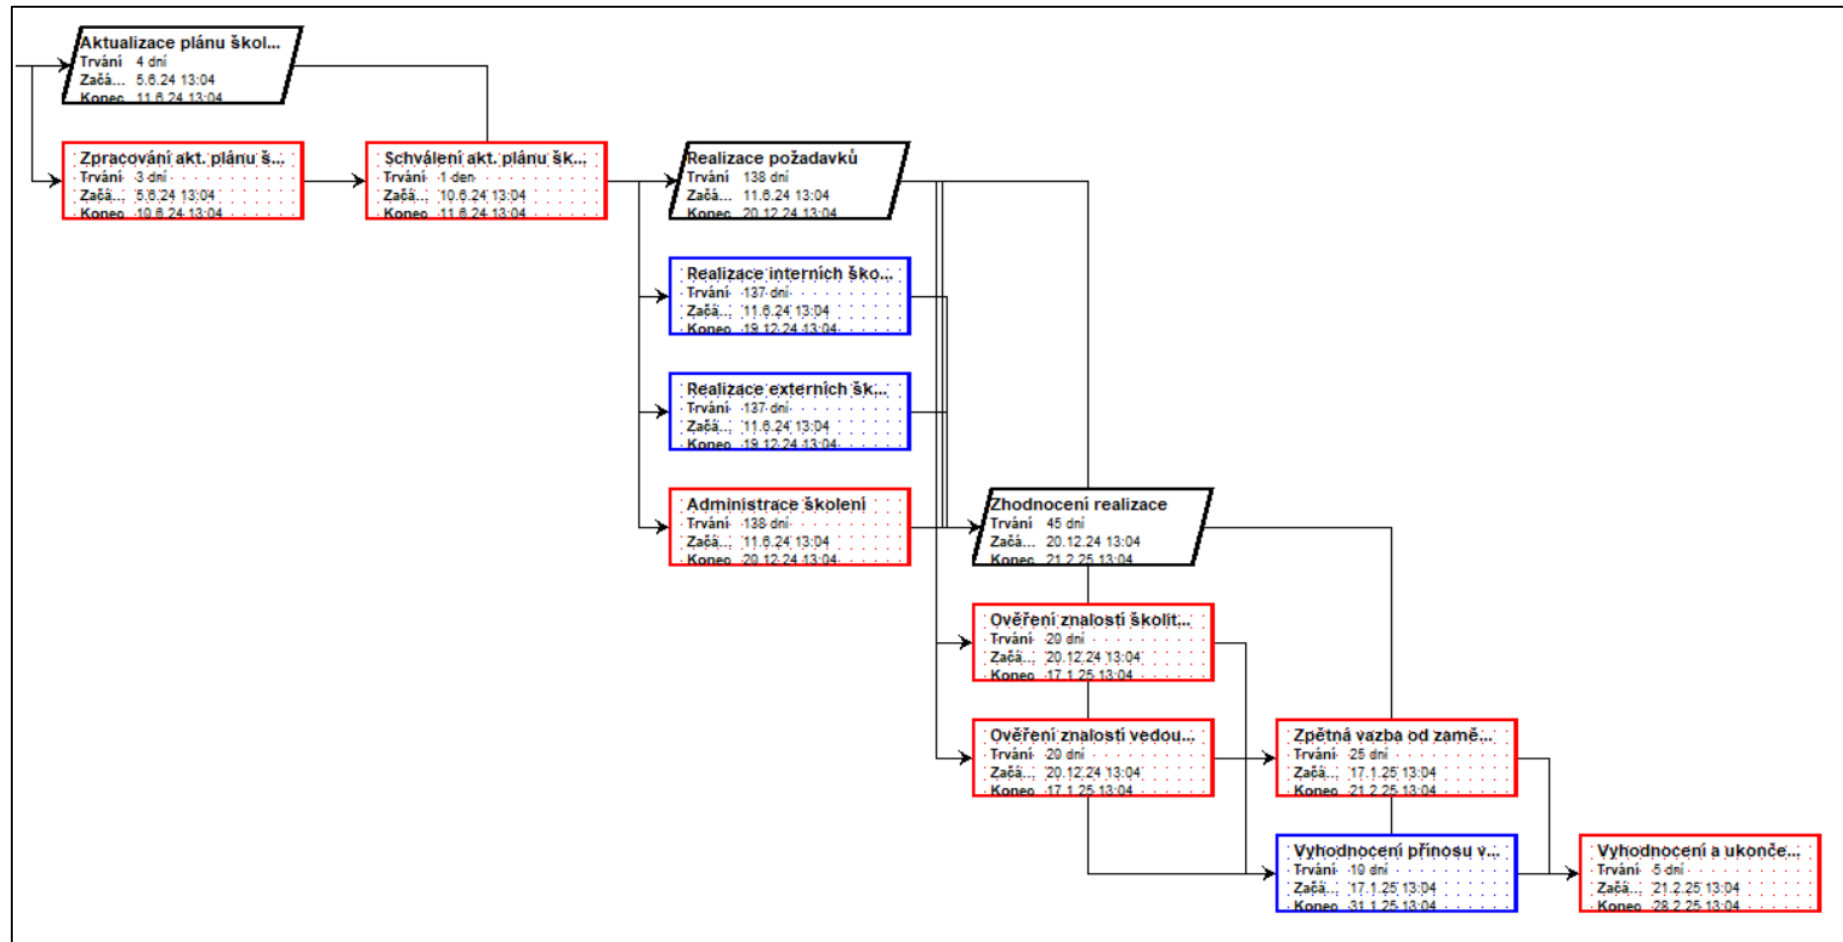 Aktualizace plánu škol...
Trvání 4 dní
Začá... 5.6.24 13:04
Konec 11.6.24 13:04
Zpracování akt. plánu š...
Trvání 3 dní
Začá... 5.6.24 13:04
Konec 10.6.24 13:04
Schválení akt. plánu šk...
Trvání 1 den
Začá... 10.6.24 13:04
Konec 11.6.24 13:04
Realizace požadavků
Trvání 138 dní
Začá... 11.6.24 13:04
Konec 20.12.24 13:04
Realizace interních ško...
Trvání 137 dní
Začá... 11.6.24 13:04
Konec 19.12.24 13:04
Realizace externích šk...
Trvání 137 dní
Začá... 11.6.24 13:04
Konec 19.12.24 13:04
Administrace školení
Trvání 138 dní
Začá... 11.6.24 13:04
Konec 20.12.24 13:04
Zhodnocení realizace
Trvání 45 dní
Začá... 20.12.24 13:04
Konec 21.2.25 13:04
Ověření znalostí školit...
Trvání 20 dní
Začá... 20.12.24 13:04
Konec 17.1.25 13:04
Ověření znalostí vedou...
Trvání 20 dní
Začá... 20.12.24 13:04
Konec 17.1.25 13:04
Zpětná vazba od zamě...
Trvání 25 dní
Začá... 17.1.25 13:04
Konec 21.2.25 13:04
Vyhodnocení přínosu v...
Trvání 10 dní
Začá... 17.1.25 13:04
Konec 31.1.25 13:04
Vyhodnocení a ukonče...
Trvání 5 dní
Začá... 21.2.25 13:04
Konec 28.2.25 13:04